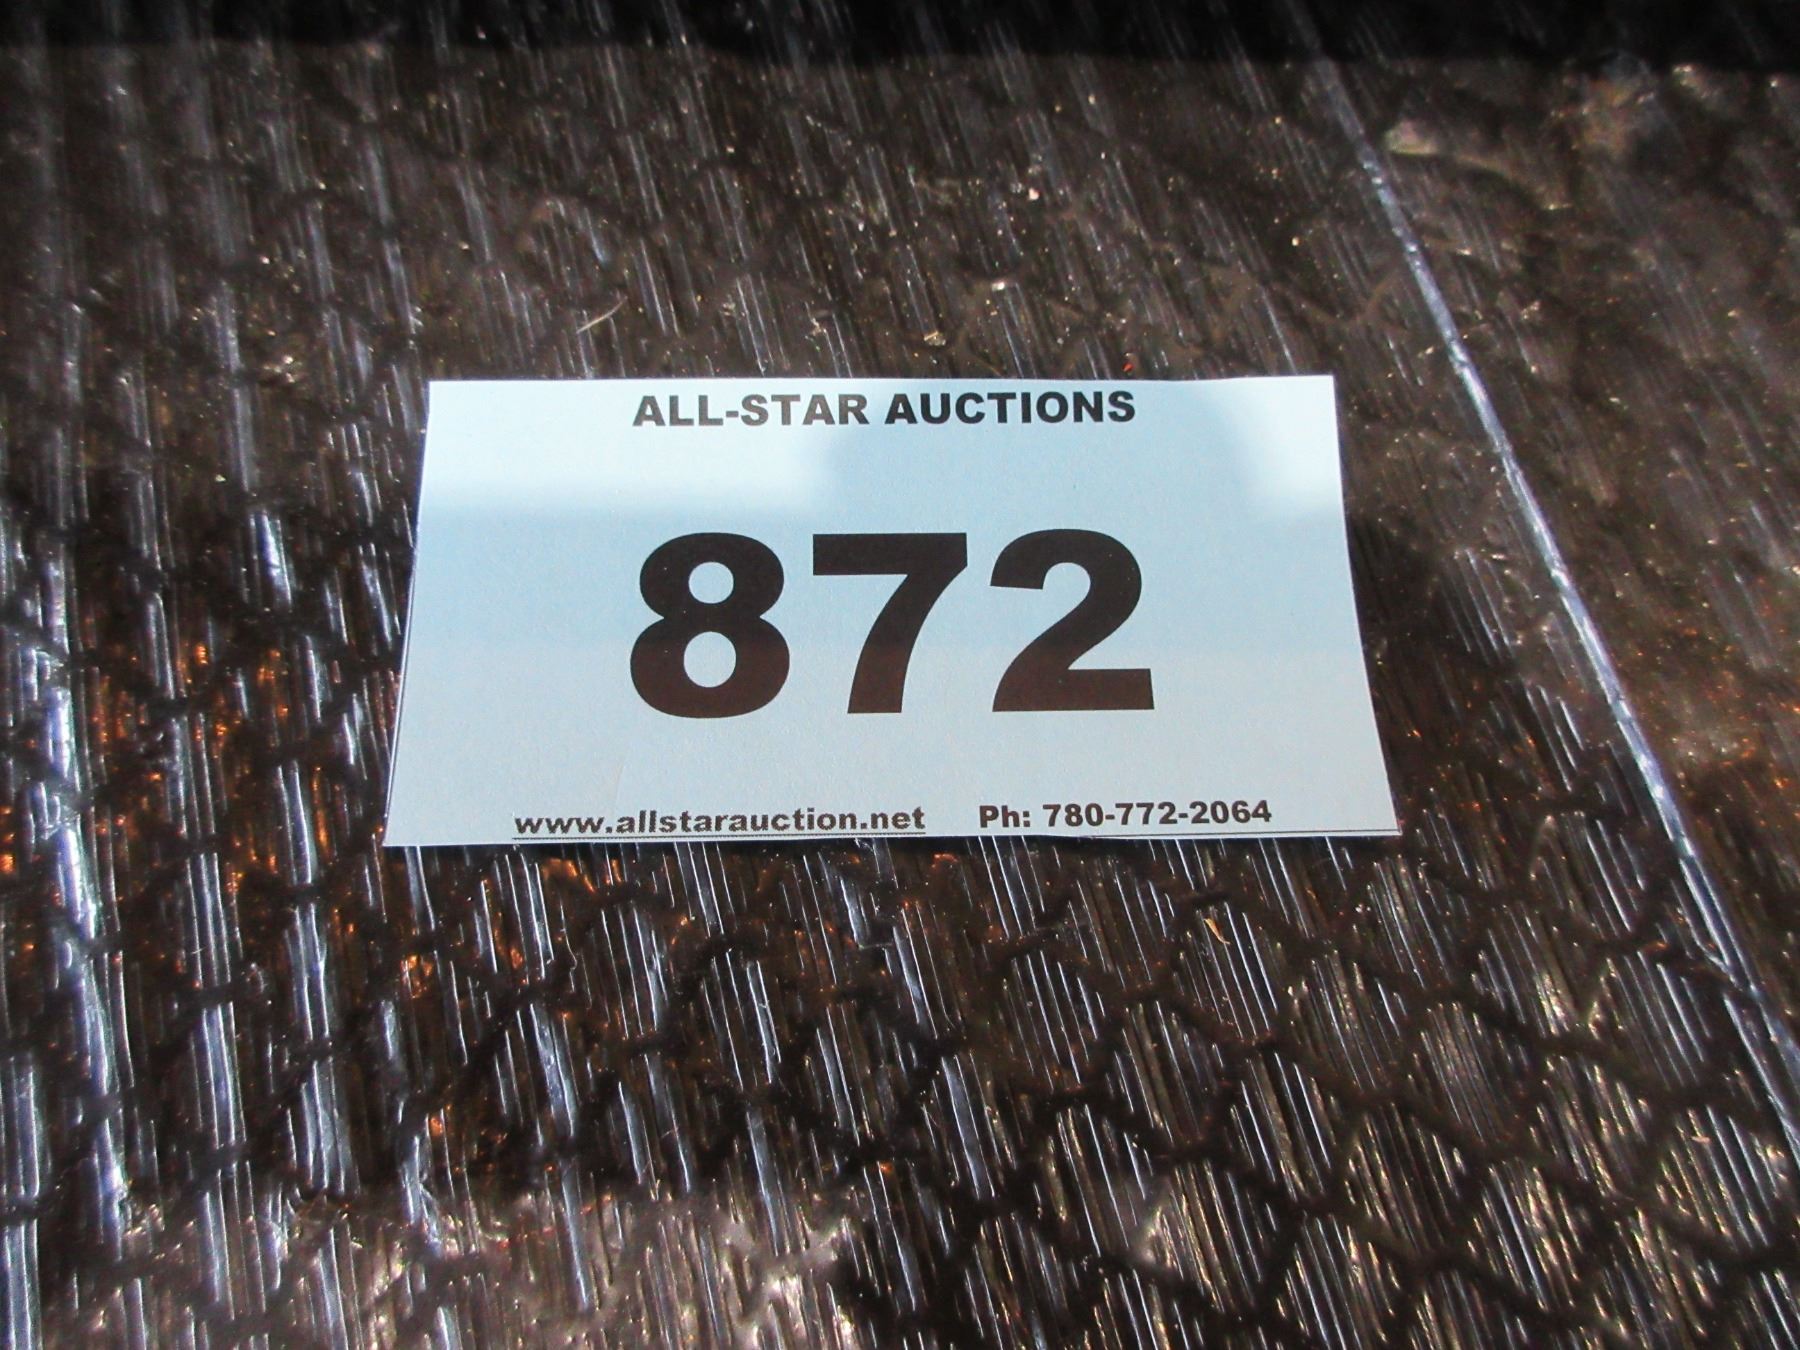 ALL-STAR AUCTIONS
872
www.allstarauction.net Ph: 780-772-2064